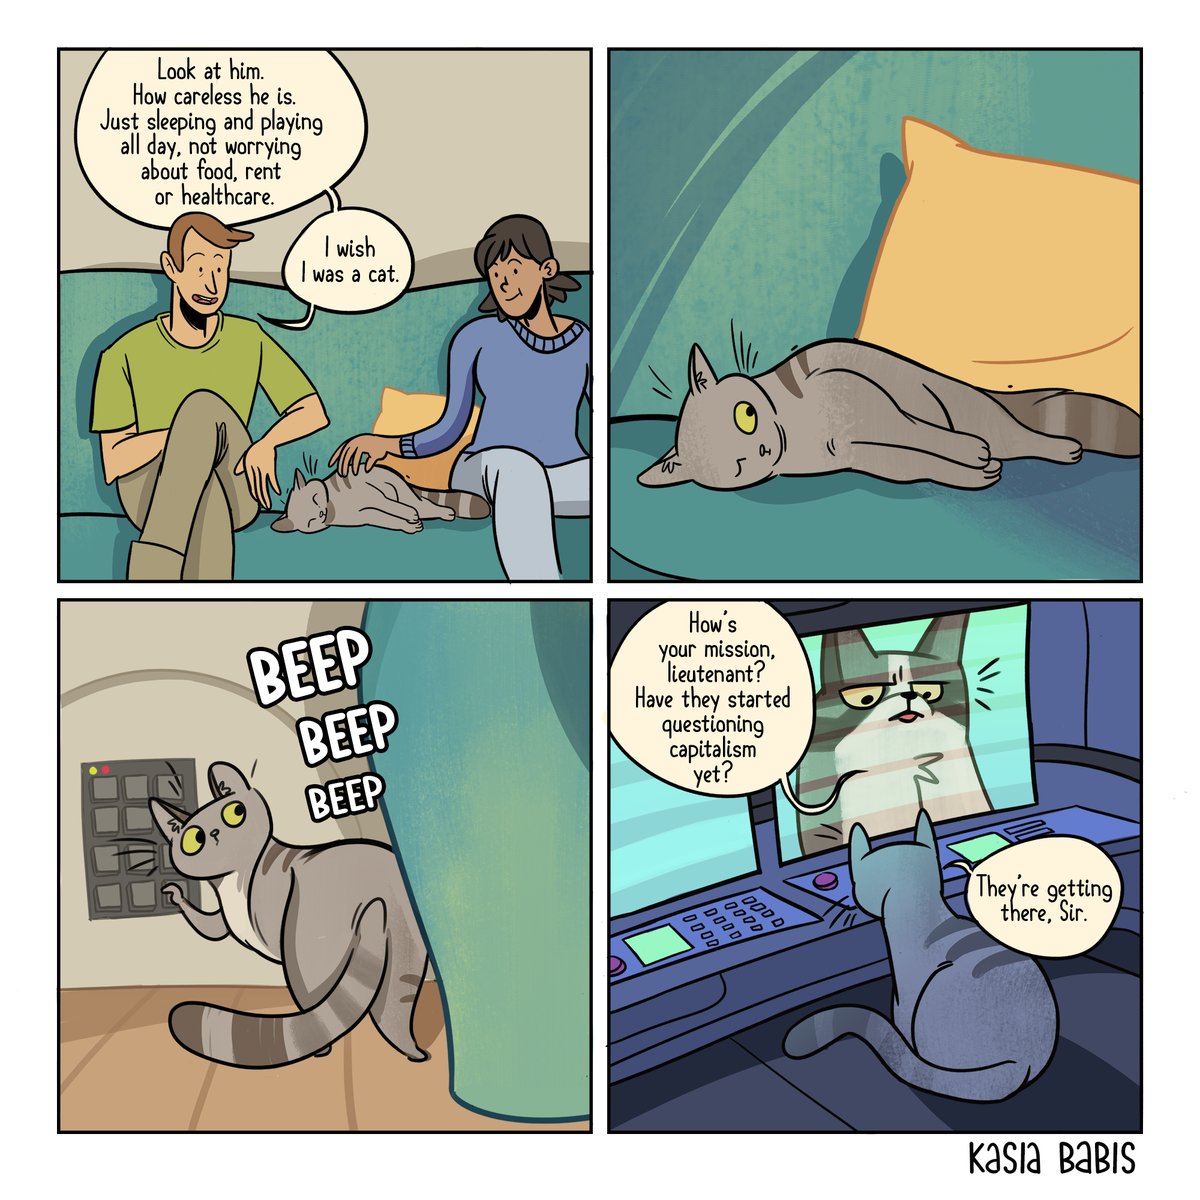 Look at him.
How careless he is.
Just sleeping and playing
all day, not worrying
about food, rent
or healthcare.
I wish
I was a cat.
BEEP
BEEP
BEEP
How's
your mission,
lieutenant?
Have they started
questioning
capitalism
yet?
They're getting
there, Sir.
KASIA BABIS